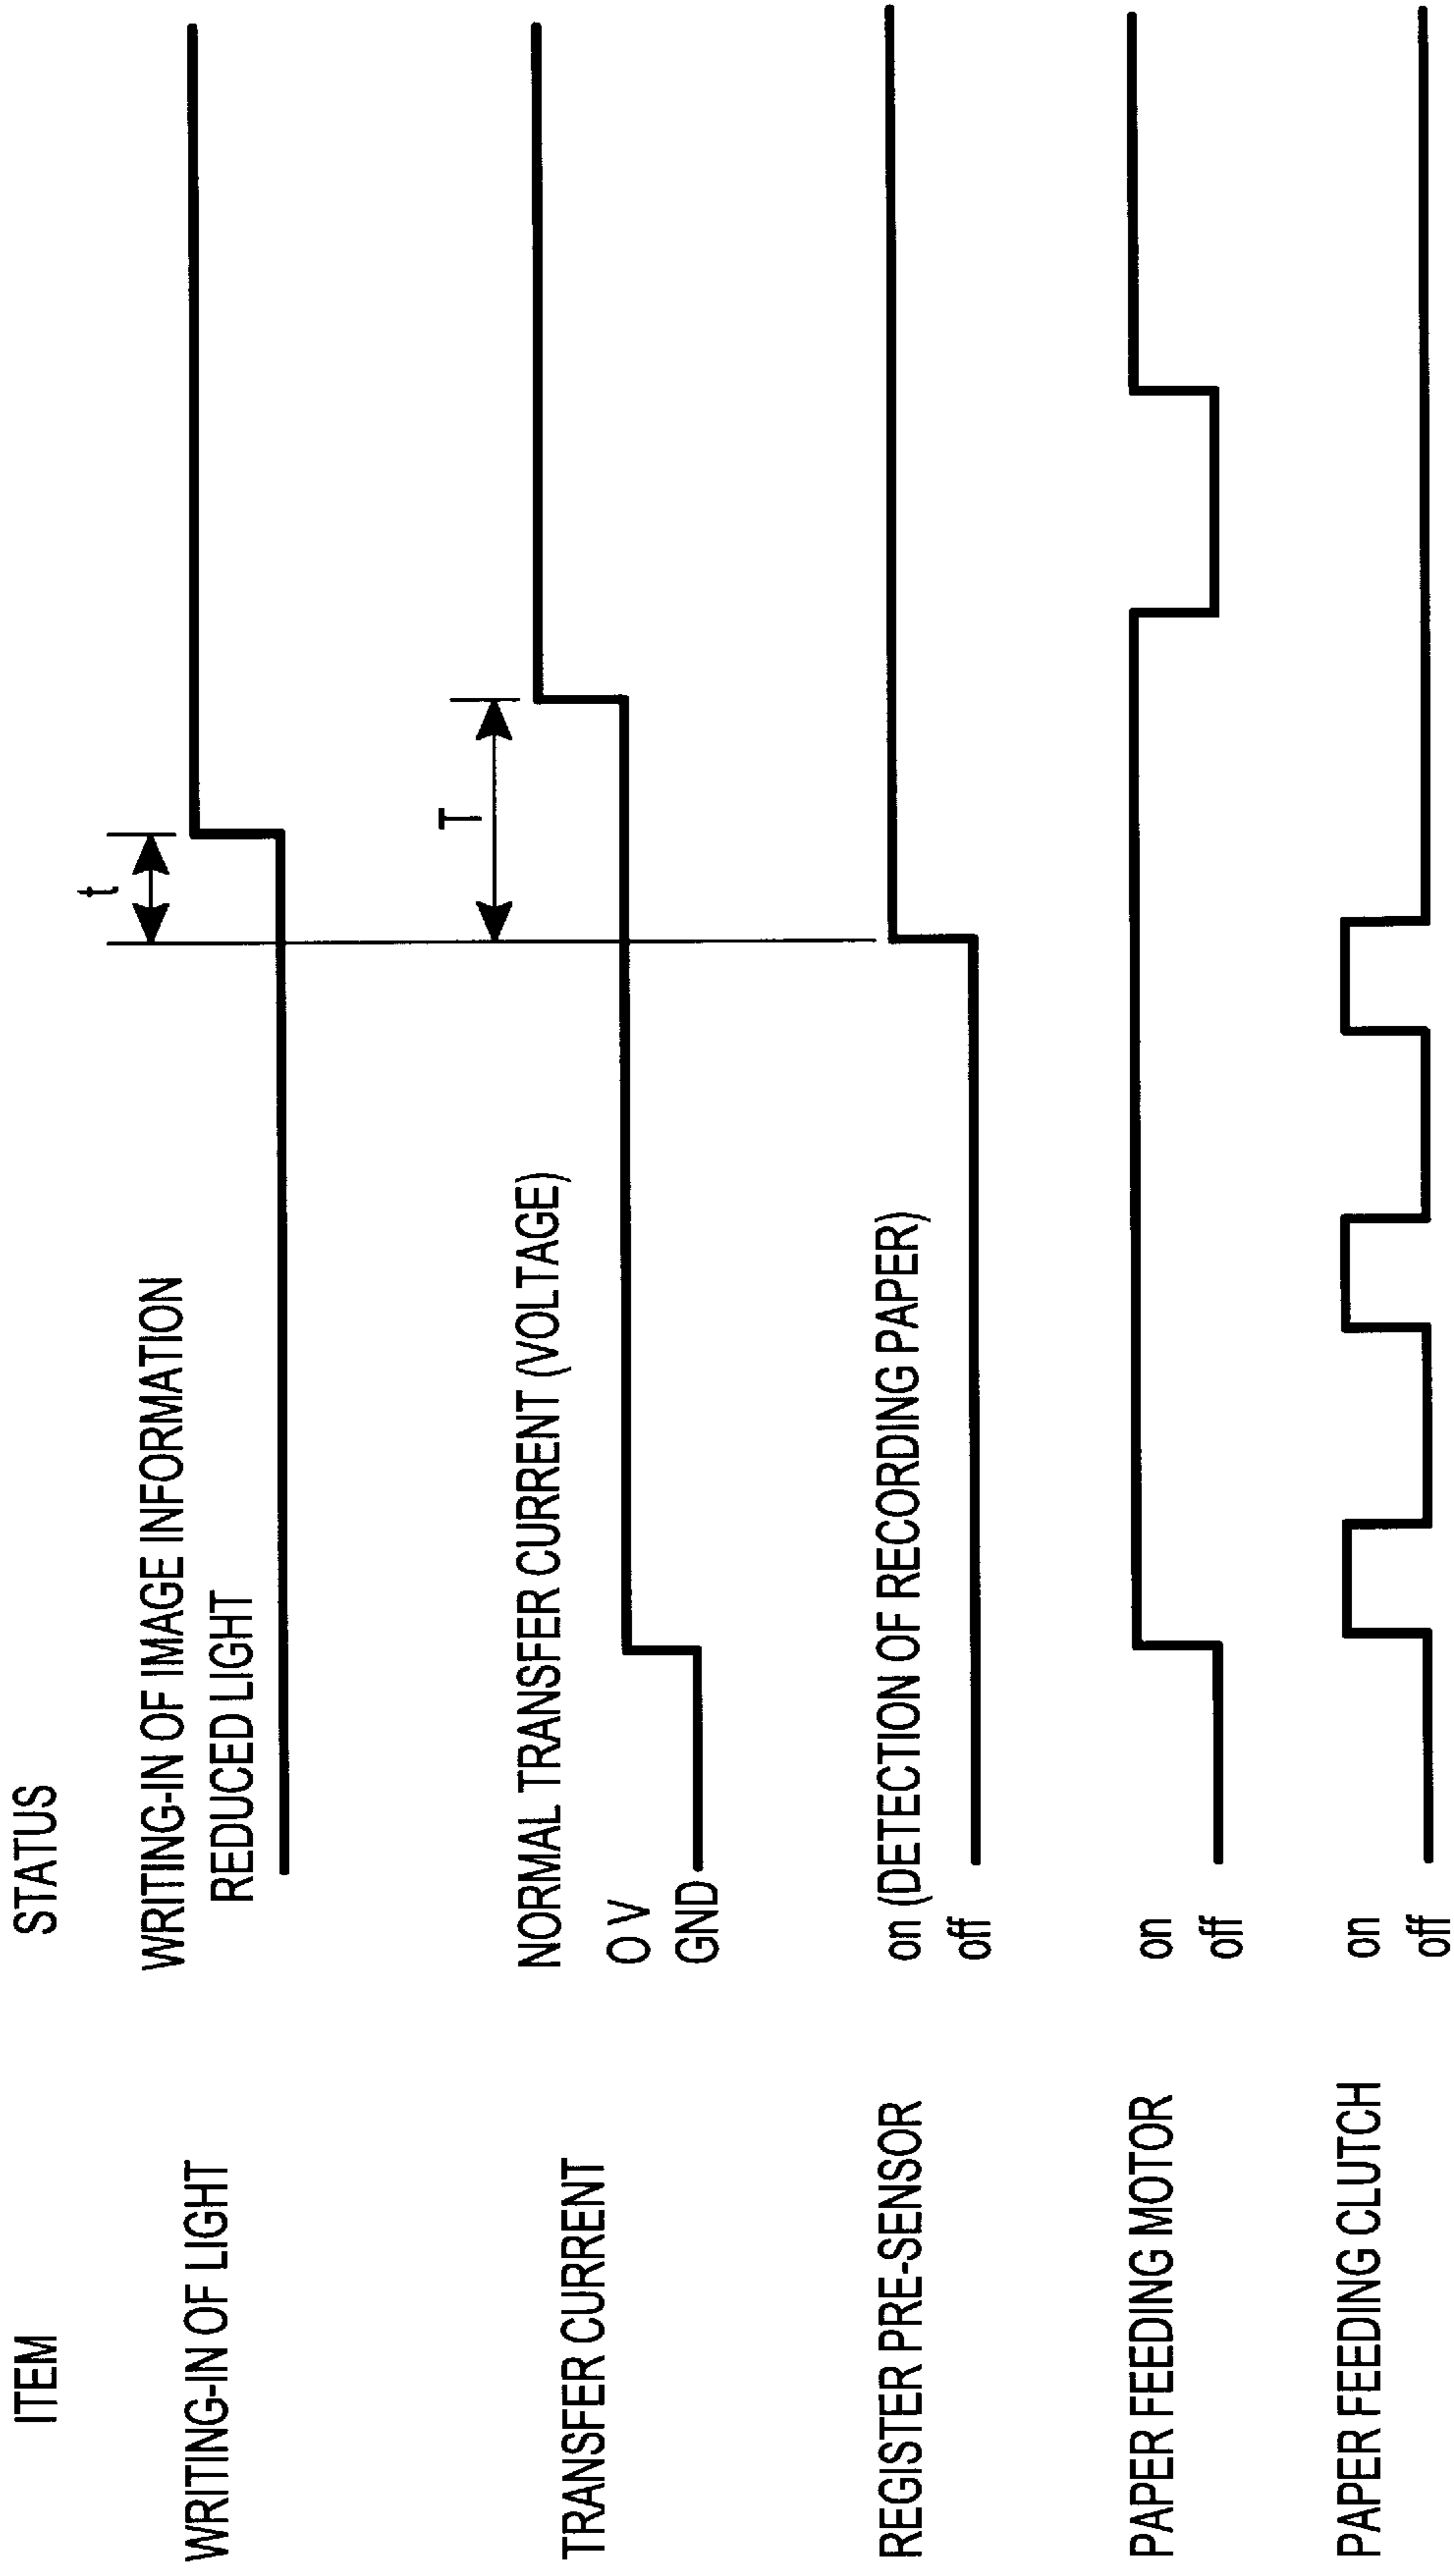 ITEM STATUS
WRITING-IN OF LIGHT WRITING-IN OF IMAGE INFORMATION
REDUCED LIGHT
t
TRANSFER CURRENT NORMAL TRANSFER CURRENT (VOLTAGE)
O V
GND
T
REGISTER PRE-SENSOR on (DETECTION OF RECORDING PAPER)
off
PAPER FEEDING MOTOR on
off
PAPER FEEDING CLUTCH on
off